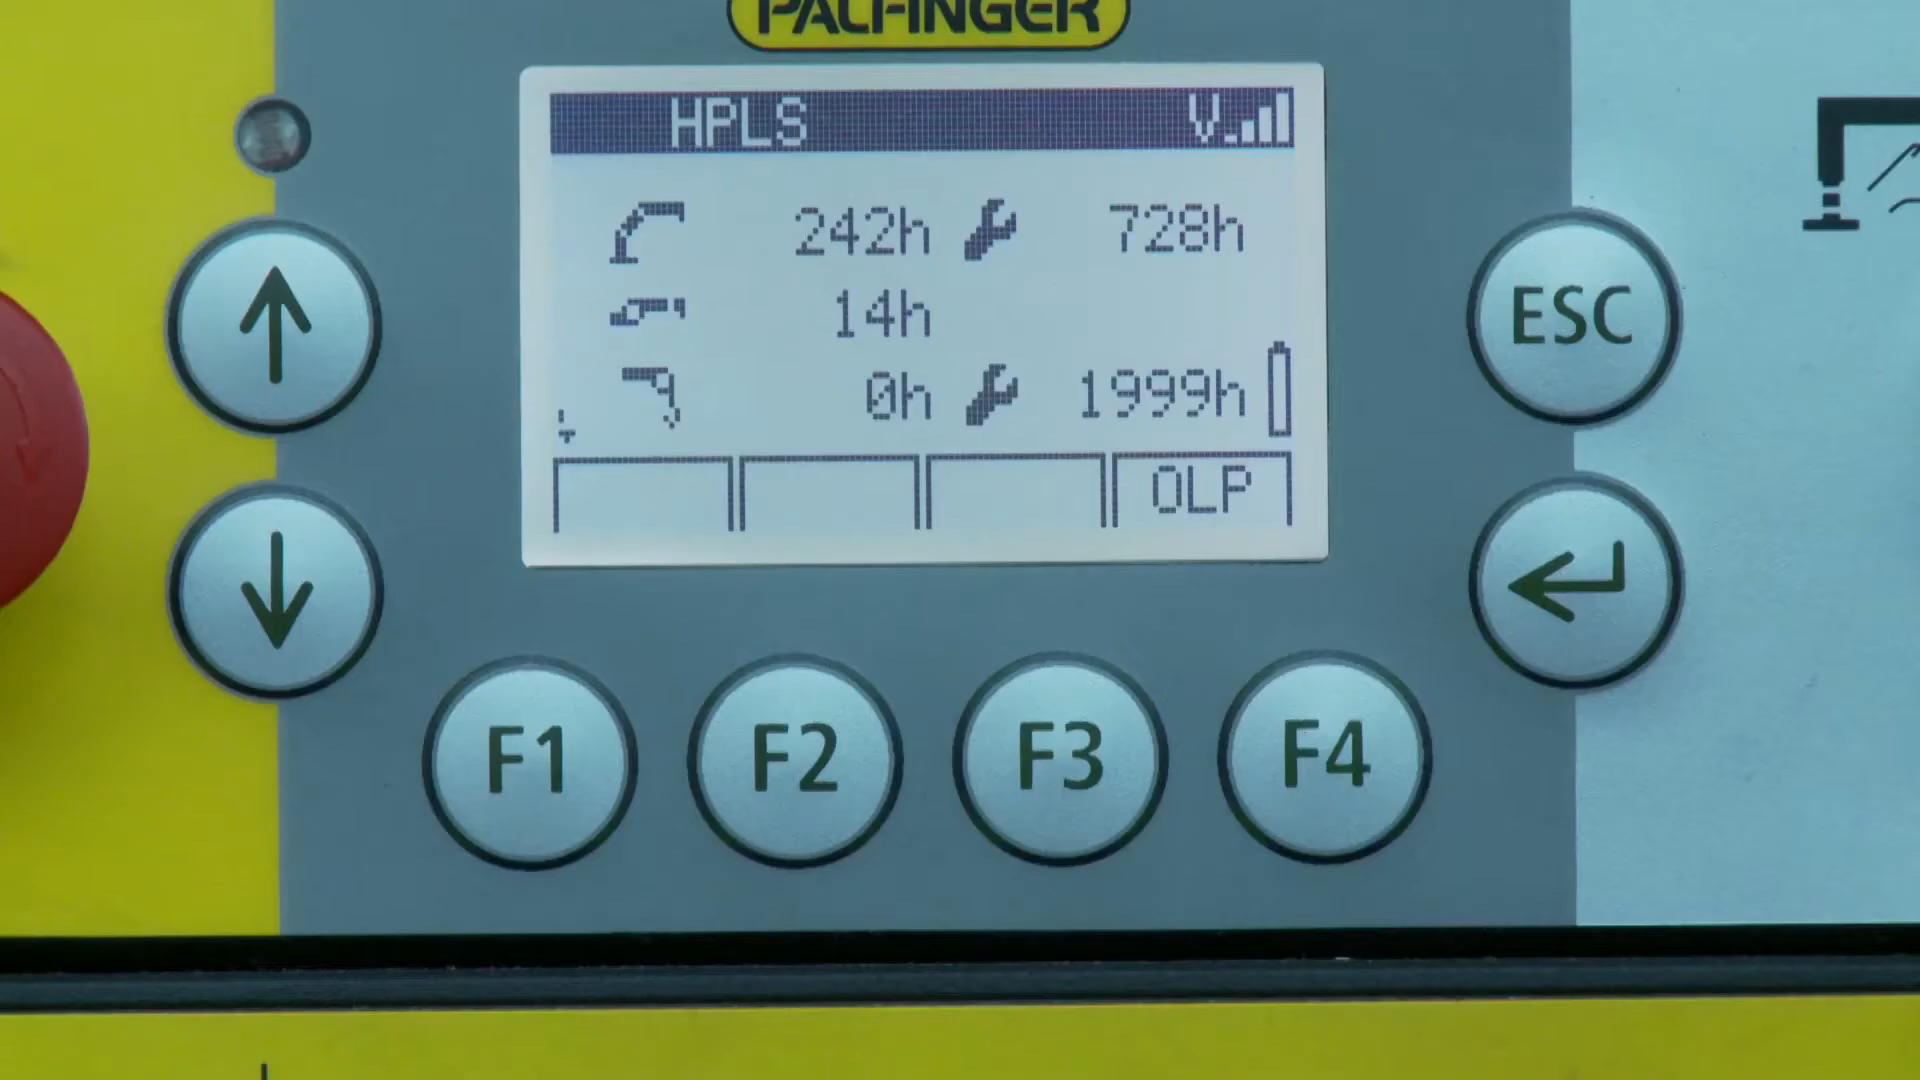 PALFINGER
HPLS V
242h 728h
14h
0h 1999h
OLP
ESC
F1 F2 F3 F4